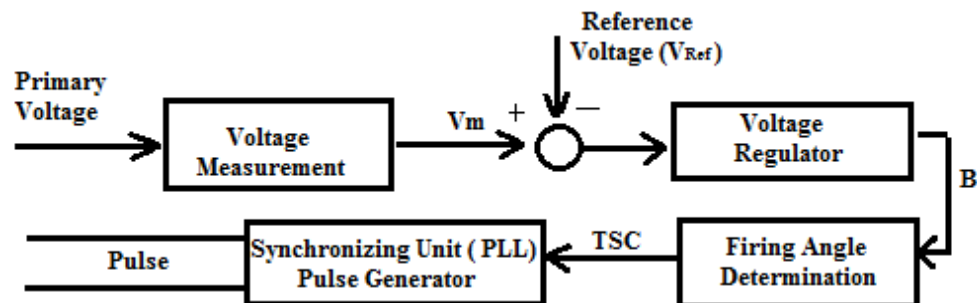 Reference
Voltage (VRef)
Primary
Voltage
Voltage
Measurement
Vm
+
—
Voltage
Regulator
B
Firing Angle
Determination
TSC
Synchronizing Unit ( PLL)
Pulse Generator
Pulse